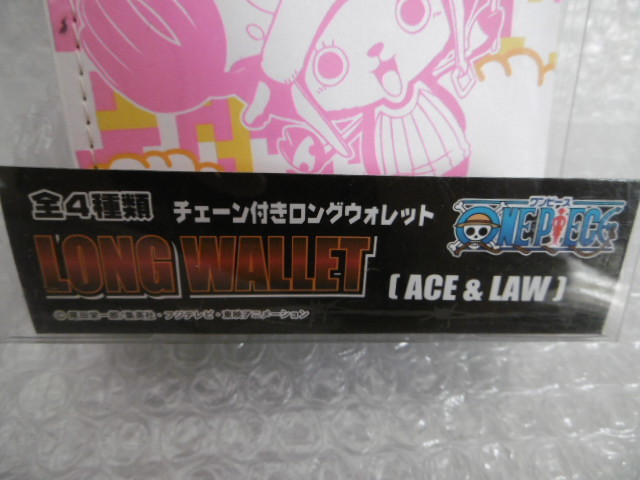 全4種類 チェーン付きロングウォレット
LONG WALLET
( ACE & LAW )
ワンピース
ONE PIECE
©尾田栄一郎/集英社・フジテレビ・東映アニメーション